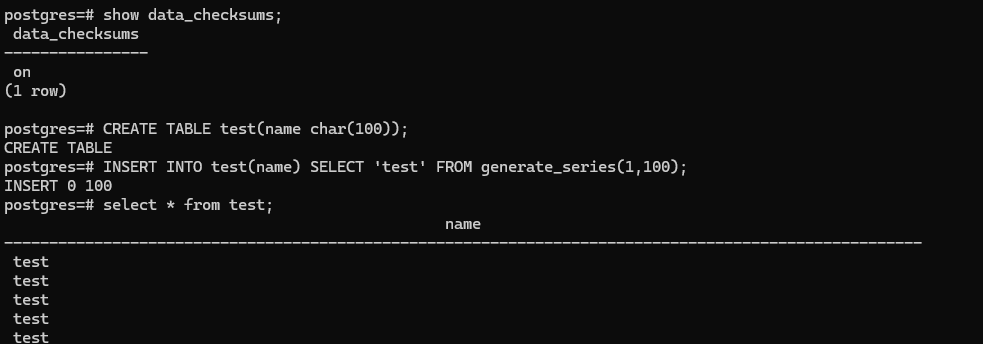 postgres=# show data_checksums;
data_checksums
----------------
on
(1 row)
postgres=# CREATE TABLE test(name char(100));
CREATE TABLE
postgres=# INSERT INTO test(name) SELECT 'test' FROM generate_series(1,100);
INSERT 0 100
postgres=# select * from test;
name
------------------------------------------------------------------------------------------------------
test
test
test
test
test